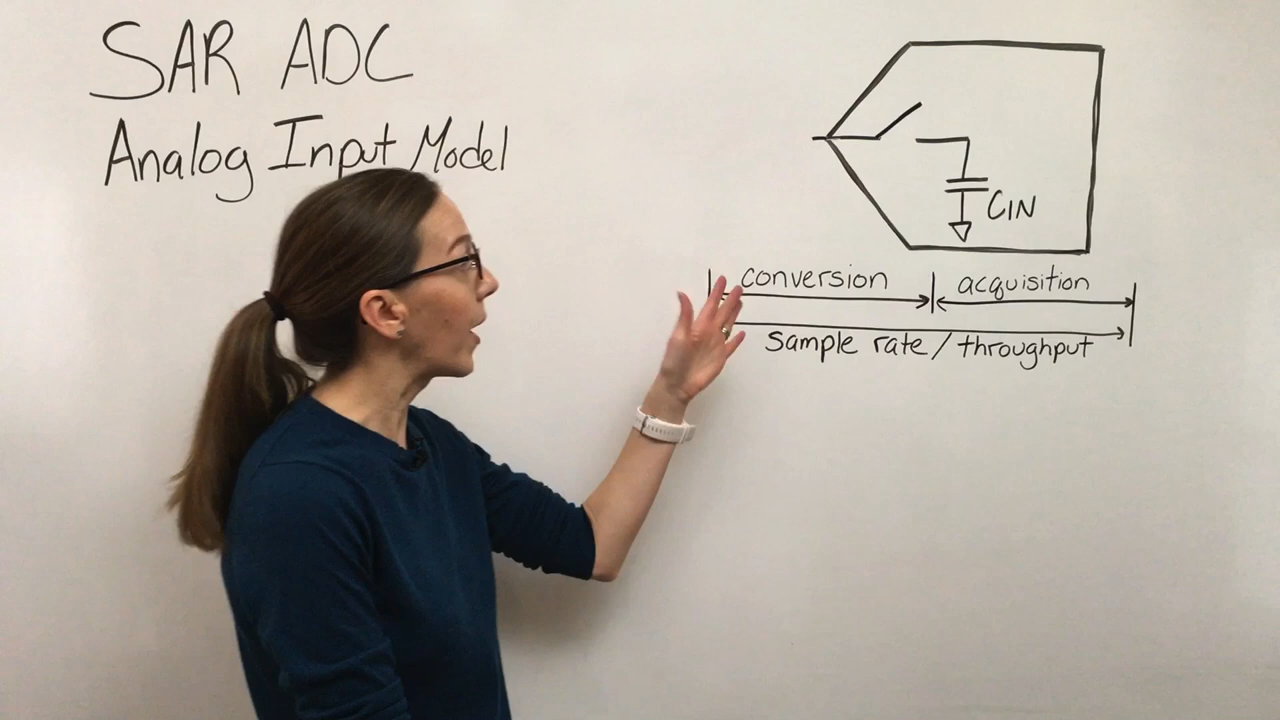 SAR ADC
Analog Input Model
CIN
conversion
acquisition
sample rate / throughput